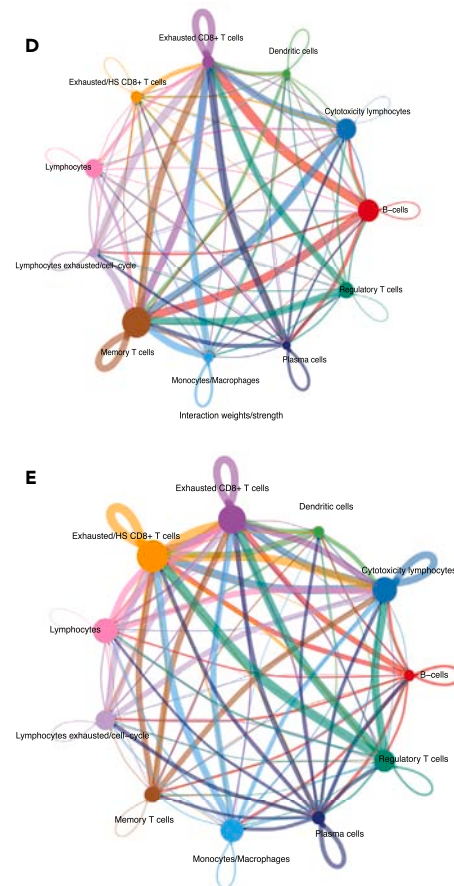 D
Exhausted CD8+ T cells
Dendritic cells
Exhausted/HS CD8+ T cells
Cytotoxicity lymphocytes
Lymphocytes
B−cells
Lymphocytes exhausted/cell−cycle
Regulatory T cells
Memory T cells
Plasma cells
Monocytes/Macrophages
Interaction weights/strength
E
Exhausted CD8+ T cells
Dendritic cells
Exhausted/HS CD8+ T cells
Cytotoxicity lymphocytes
Lymphocytes
B−cells
Lymphocytes exhausted/cell−cycle
Regulatory T cells
Memory T cells
Plasma cells
Monocytes/Macrophages